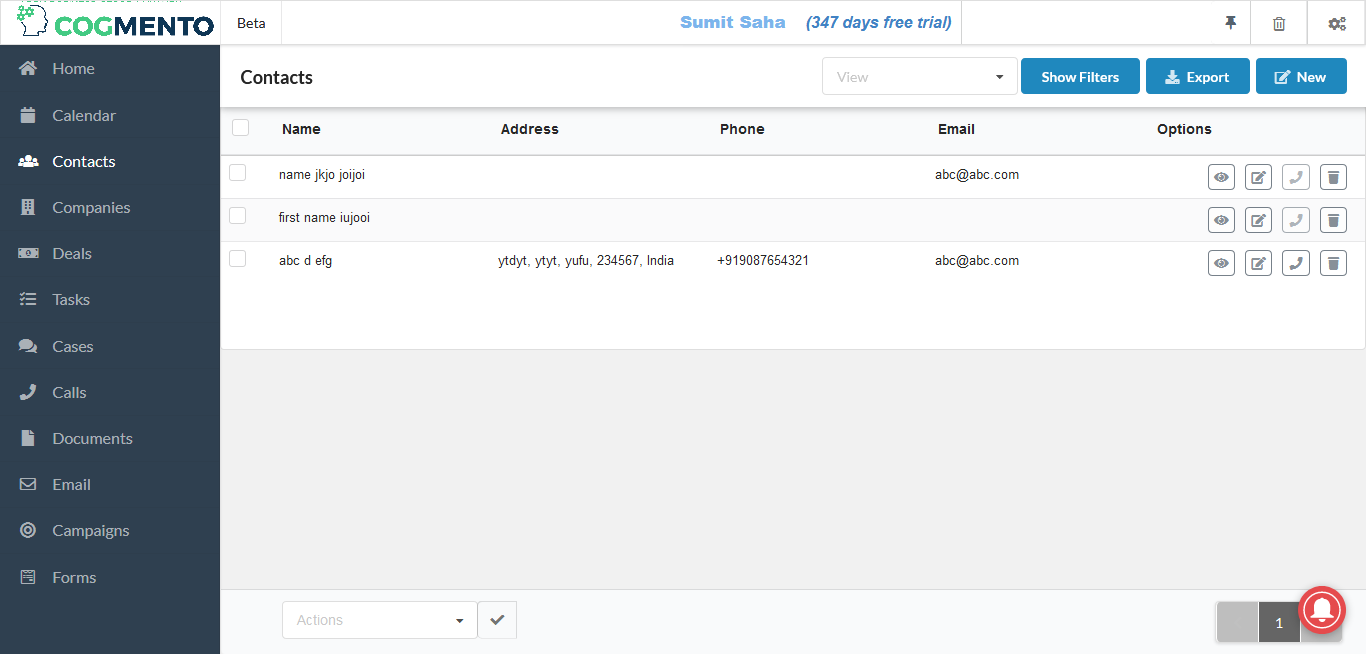 COGMENTO
Beta
Sumit Saha (347 days free trial)
Home
Calendar
Contacts
Companies
Deals
Tasks
Cases
Calls
Documents
Email
Campaigns
Forms
Contacts
View
Show Filters
Export
New
Name Address Phone Email Options
name jkjo joijoi abc@abc.com
first name iujooi
abc d efg ytdyt, ytyt, yufu, 234567, India +919087654321 abc@abc.com
Actions
1